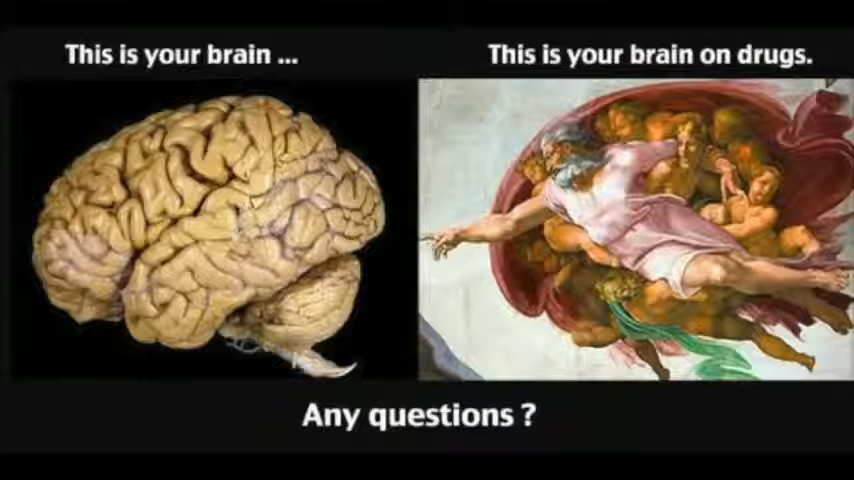 This is your brain ...
This is your brain on drugs.
Any questions ?